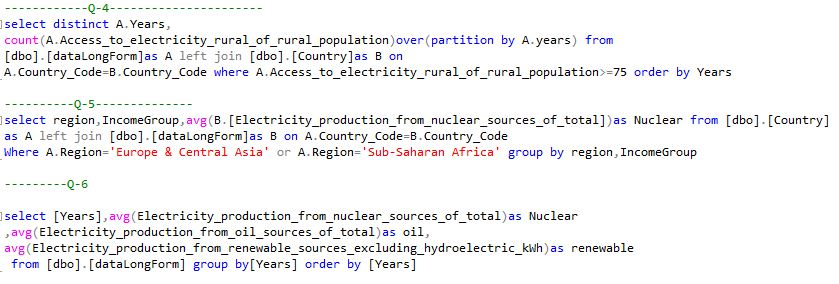 ------------Q-4----------------------
select distinct A.Years,
count(A.Access_to_electricity_rural_of_rural_population)over(partition by A.years) from
[dbo].[dataLongForm]as A left join [dbo].[Country]as B on
A.Country_Code=B.Country_Code where A.Access_to_electricity_rural_of_rural_population>=75 order by Years
----------Q-5--------------
select region,IncomeGroup,avg(B.[Electricity_production_from_nuclear_sources_of_total])as Nuclear from [dbo].[Country]
as A left join [dbo].[dataLongForm]as B on A.Country_Code=B.Country_Code
Where A.Region='Europe & Central Asia' or A.Region='Sub-Saharan Africa' group by region,IncomeGroup
---------Q-6
select [Years],avg(Electricity_production_from_nuclear_sources_of_total)as Nuclear
,avg(Electricity_production_from_oil_sources_of_total)as oil,
avg(Electricity_production_from_renewable_sources_excluding_hydroelectric_kWh)as renewable
from [dbo].[dataLongForm] group by[Years] order by [Years]